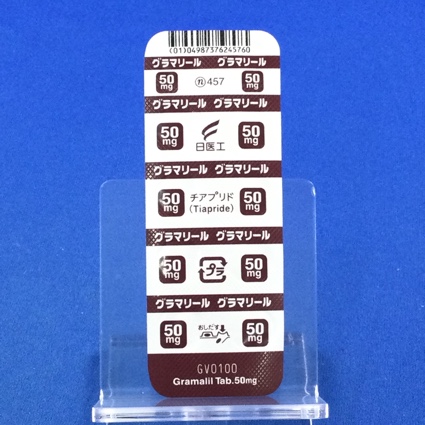 (01)04987376245760
グラマリール グラマリール
50mg ⓝ457 50mg
グラマリール グラマリール
50mg 日医工 50mg
グラマリール グラマリール
50mg チアプリド 50mg
(Tiapride)
グラマリール グラマリール
50mg プラ 50mg
グラマリール グラマリール
50mg おしだす 50mg
GV0100
Gramalil Tab.50mg